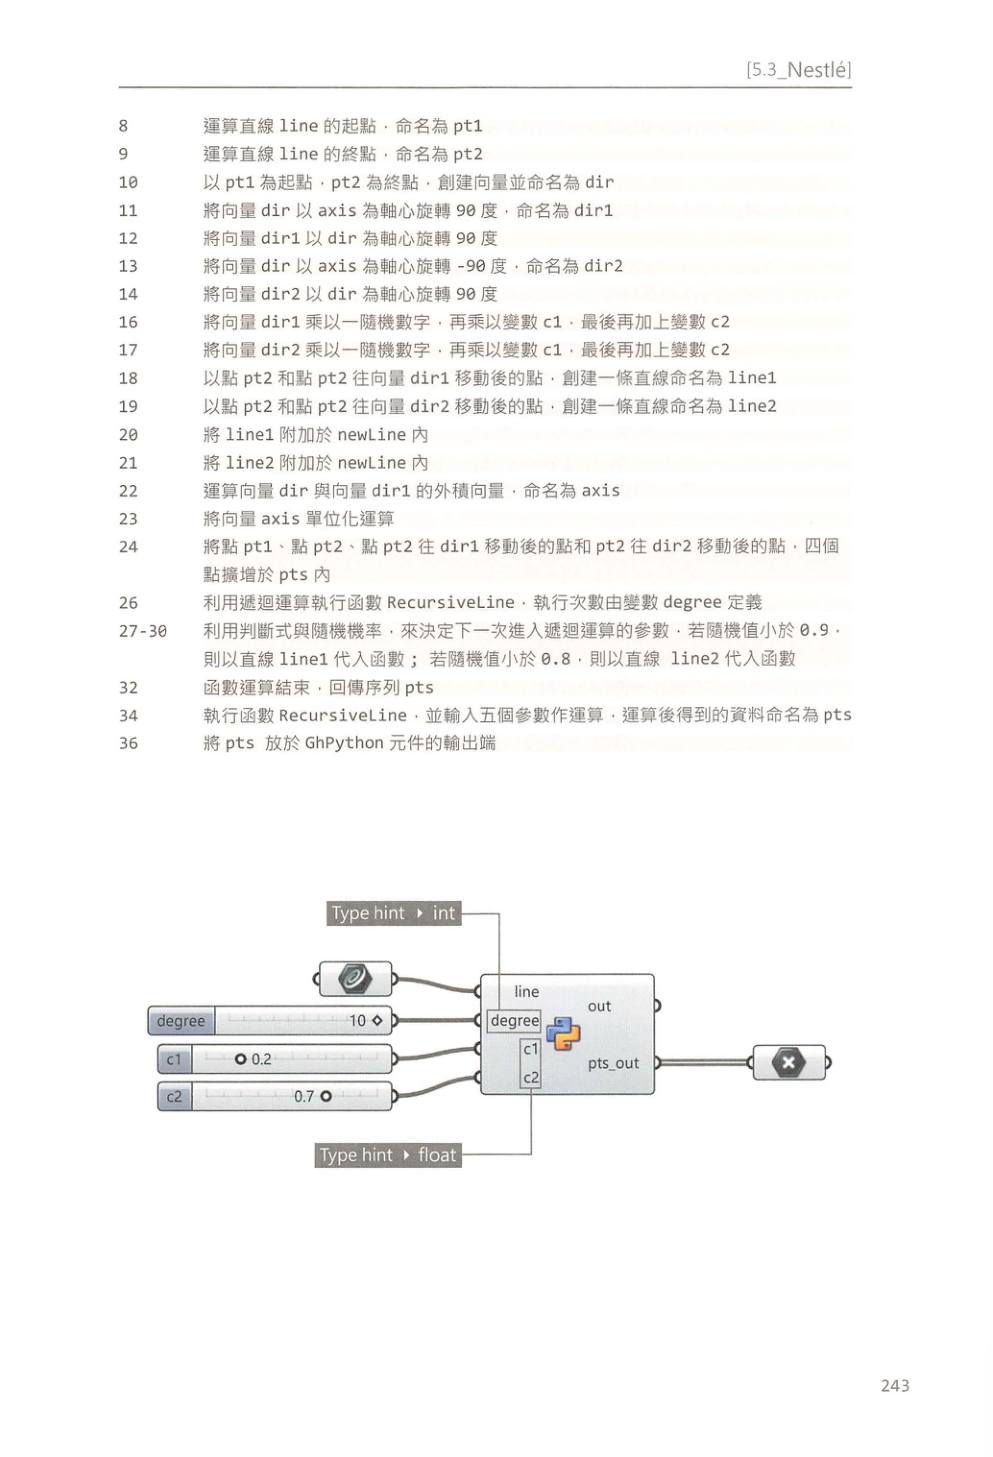 [5.3_Nestlé]
8 運算直線 line 的起點，命名為 pt1
9 運算直線 line 的終點，命名為 pt2
10 以 pt1 為起點，pt2 為終點，創建向量並命名為 dir
11 將向量 dir 以 axis 為軸心旋轉 90 度，命名為 dir1
12 將向量 dir1 以 dir 為軸心旋轉 90 度
13 將向量 dir 以 axis 為軸心旋轉 -90 度，命名為 dir2
14 將向量 dir2 以 dir 為軸心旋轉 90 度
16 將向量 dir1 乘以一隨機數字，再乘以變數 c1，最後再加上變數 c2
17 將向量 dir2 乘以一隨機數字，再乘以變數 c1，最後再加上變數 c2
18 以點 pt2 和點 pt2 往向量 dir1 移動後的點，創建一條直線命名為 line1
19 以點 pt2 和點 pt2 往向量 dir2 移動後的點，創建一條直線命名為 line2
20 將 line1 附加於 newLine 內
21 將 line2 附加於 newLine 內
22 運算向量 dir 與向量 dir1 的外積向量，命名為 axis
23 將向量 axis 單位化運算
24 將點 pt1、點 pt2、點 pt2 往 dir1 移動後的點和 pt2 往 dir2 移動後的點，四個
點擴增於 pts 內
26 利用遞迴運算執行函數 RecursiveLine，執行次數由變數 degree 定義
27-30 利用判斷式與隨機機率，來決定下一次進入遞迴運算的參數，若隨機值小於 0.9，
則以直線 line1 代入函數； 若隨機值小於 0.8，則以直線 line2 代入函數
32 函數運算結束，回傳序列 pts
34 執行函數 RecursiveLine，並輸入五個參數作運算，運算後得到的資料命名為 pts
36 將 pts 放於 GhPython 元件的輸出端
Type hint ▸ int
line
out
degree 10
degree
c1 0.2
c1
pts_out
c2 0.7
c2
Type hint ▸ float
243